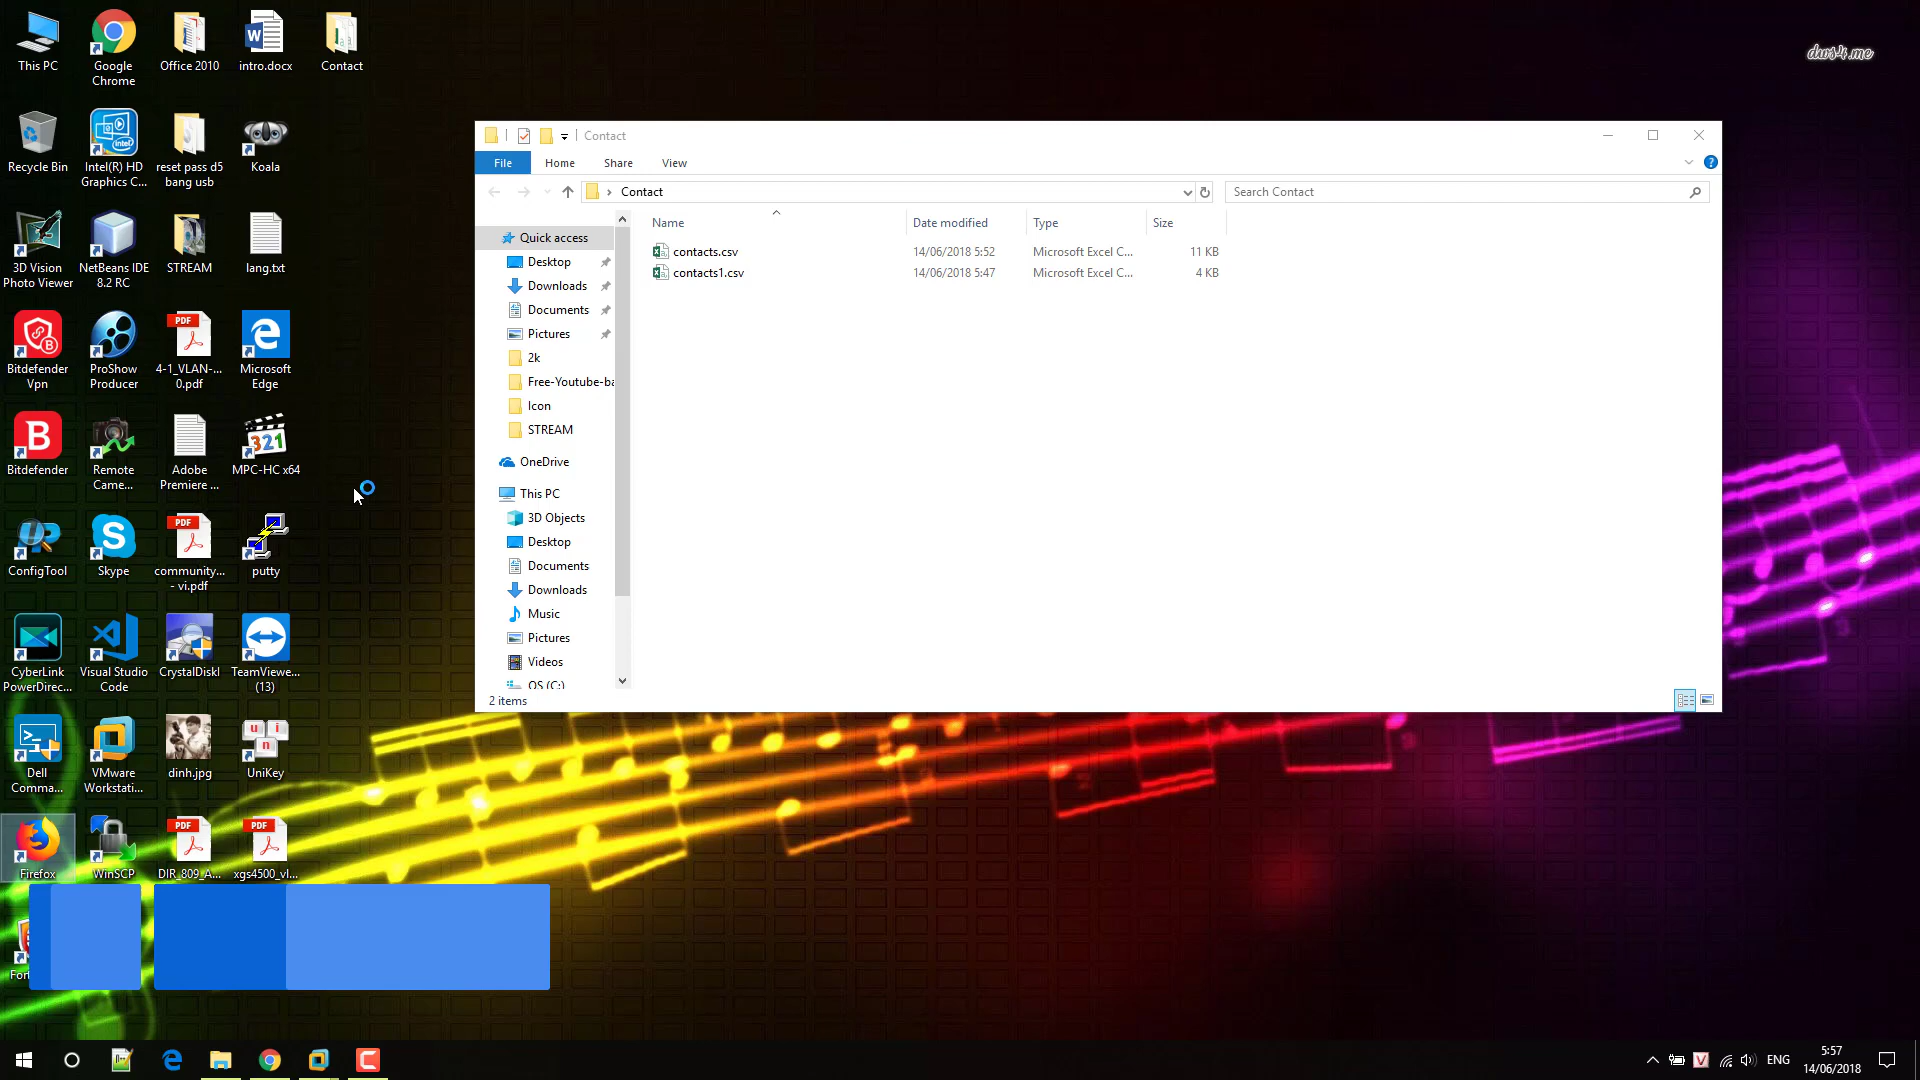 This PC
Google
Chrome
Office 2010
intro.docx
Contact
dws4.me
Recycle Bin
Intel(R) HD
Graphics C...
reset pass d5
bang usb
Koala
3D Vision
Photo Viewer
NetBeans IDE
8.2 RC
STREAM
lang.txt
Bitdefender
Vpn
ProShow
Producer
4-1_VLAN-...
0.pdf
Microsoft
Edge
Bitdefender
Remote
Came...
Adobe
Premiere ...
MPC-HC x64
ConfigTool
Skype
community...
- vi.pdf
putty
CyberLink
PowerDirec...
Visual Studio
Code
CrystalDiskI
TeamViewe...
(13)
Dell
Comma...
VMware
Workstati...
dinh.jpg
UniKey
Firefox
WinSCP
DIR_809_A...
xgs4500_vl...
Contact
File
Home
Share
View
Contact
Search Contact
Name
Date modified
Type
Size
contacts.csv
14/06/2018 5:52
Microsoft Excel C...
11 KB
contacts1.csv
14/06/2018 5:47
Microsoft Excel C...
4 KB
Quick access
Desktop
Downloads
Documents
Pictures
2k
Free-Youtube-ba
Icon
STREAM
OneDrive
This PC
3D Objects
Desktop
Documents
Downloads
Music
Pictures
Videos
OS (C:)
2 items
ENG
5:57
14/06/2018